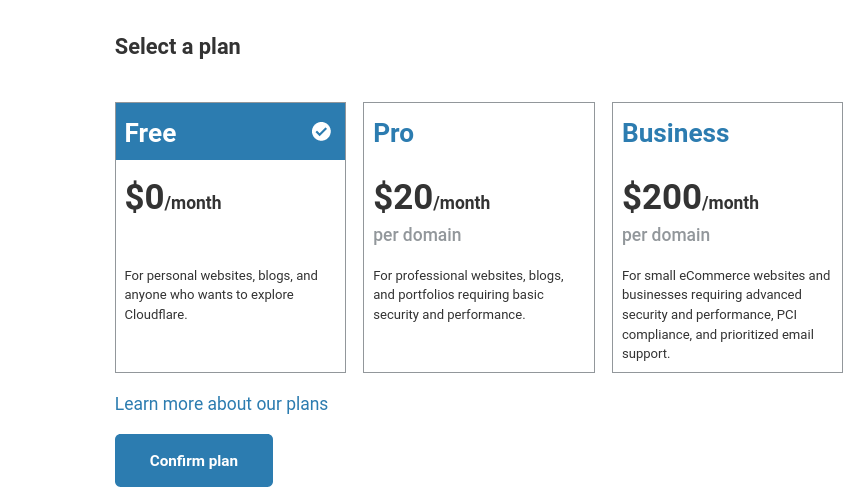 Select a plan
Free
$0/month
For personal websites, blogs, and
anyone who wants to explore
Cloudflare.
Pro
$20/month
per domain
For professional websites, blogs,
and portfolios requiring basic
security and performance.
Business
$200/month
per domain
For small eCommerce websites and
businesses requiring advanced
security and performance, PCI
compliance, and prioritized email
support.
Learn more about our plans
Confirm plan